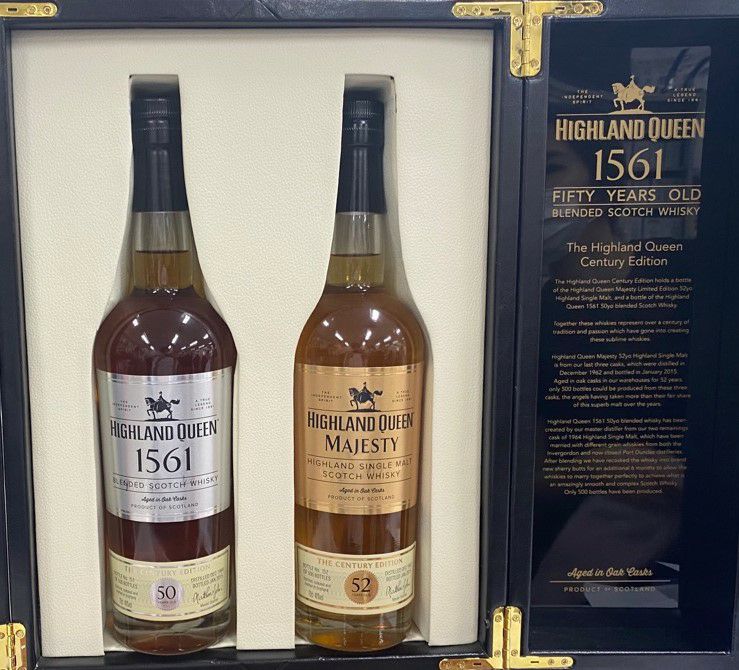 THE
INDEPENDENT
SPIRIT
A TRUE
LEGEND
HIGHLAND QUEEN
1561
BLENDED SCOTCH WHISKY
Aged in Oak Casks
PRODUCT OF SCOTLAND
50
THE
INDEPENDENT
SPIRIT
A TRUE
LEGEND
HIGHLAND QUEEN
MAJESTY
HIGHLAND SINGLE MALT
SCOTCH WHISKY
Aged in Oak Casks
PRODUCT OF SCOTLAND
THE CENTURY EDITION
52
THE
INDEPENDENT
SPIRIT
A TRUE
LEGEND
HIGHLAND QUEEN
1561
FIFTY YEARS OLD
BLENDED SCOTCH WHISKY
The Highland Queen
Century Edition
The Highland Queen Century Edition holds a bottle
of the Highland Queen Majesty Limited Edition 52yo
Highland Single Malt, and a bottle of the Highland
Queen 1561 50yo blended Scotch Whisky.
Together these whiskies represent over a century of
tradition and passion which have gone into creating
these sublime whiskies.
Highland Queen Majesty 52yo Highland Single Malt
is from our last three casks, which were distilled in
December 1962 and bottled in January 2015.
Aged in oak casks in our warehouses for 52 years,
only 500 bottles could be produced from these three
casks, the angels having taken more than their fair share
of this superb malt over the years.
Highland Queen 1561 50yo blended whisky has been
created by our master distiller from our two remaining
cask of 1964 Highland Single Malt, which have been
married with different grain whiskies from both the
Invergordon and now closed Port Dundas distilleries.
After blending we have recasked the whisky into brand
new sherry butts for an additional 6 months to allow the
whiskies to marry together perfectly to achieve what is
an amazingly smooth and complex Scotch Whisky.
Only 500 bottles have been produced.
Aged in Oak Casks
PRODUCT OF SCOTLAND